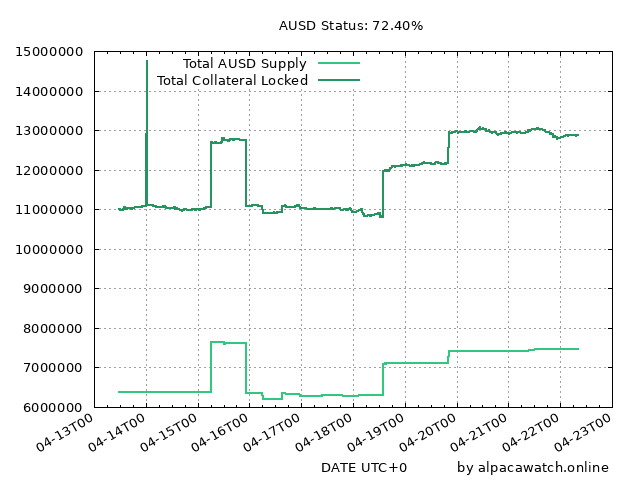 AUSD Status: 72.40%
Total AUSD Supply
Total Collateral Locked
15000000
14000000
13000000
12000000
11000000
10000000
9000000
8000000
7000000
6000000
04-13T00
04-14T00
04-15T00
04-16T00
04-17T00
04-18T00
04-19T00
04-20T00
04-21T00
04-22T00
04-23T00
DATE UTC+0
by alpacawatch.online